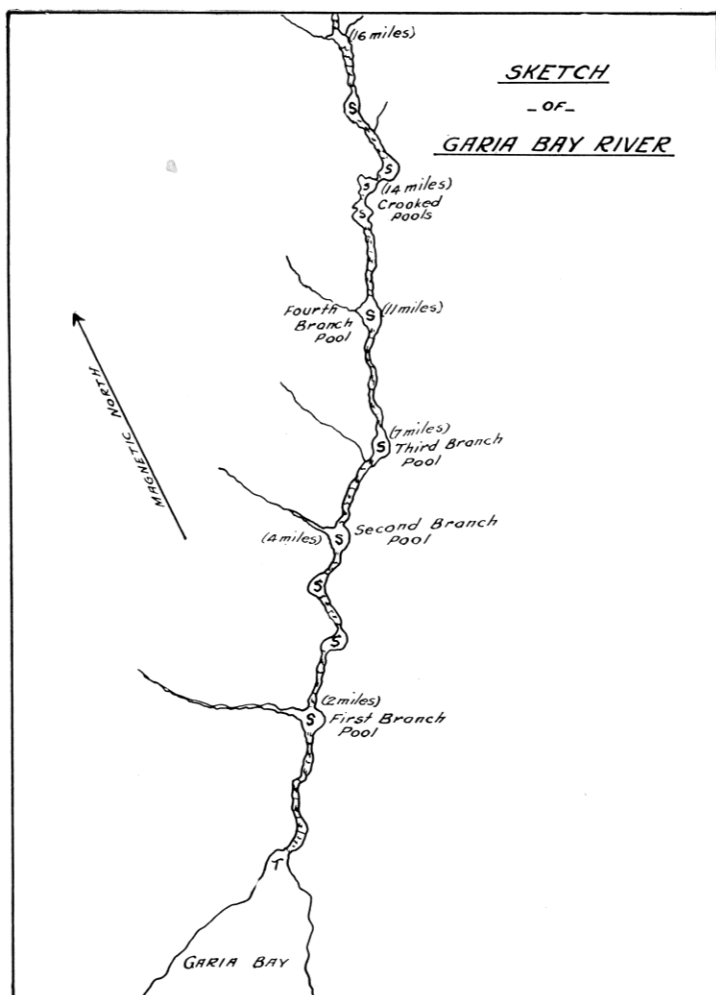 (16 miles)
SKETCH
- OF -
GARIA BAY RIVER
S
S
S
(14 miles)
Crooked
Pools
S
Fourth
Branch
Pool
S
(11 miles)
MAGNETIC NORTH
(7 miles)
S
Third Branch
Pool
(4 miles)
S
Second Branch
Pool
S
S
(2 miles)
S
First Branch
Pool
T
GARIA BAY